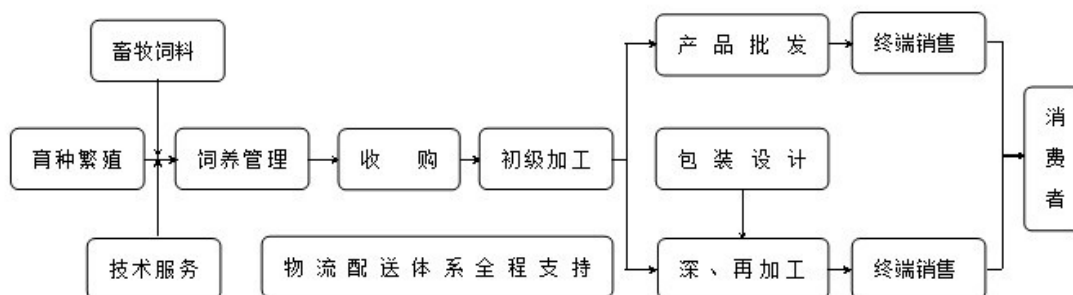 畜牧饲料
产品批发
终端销售
育种繁殖
饲养管理
收购
初级加工
包装设计
消费者
技术服务
物流配送体系全程支持
深、再加工
终端销售